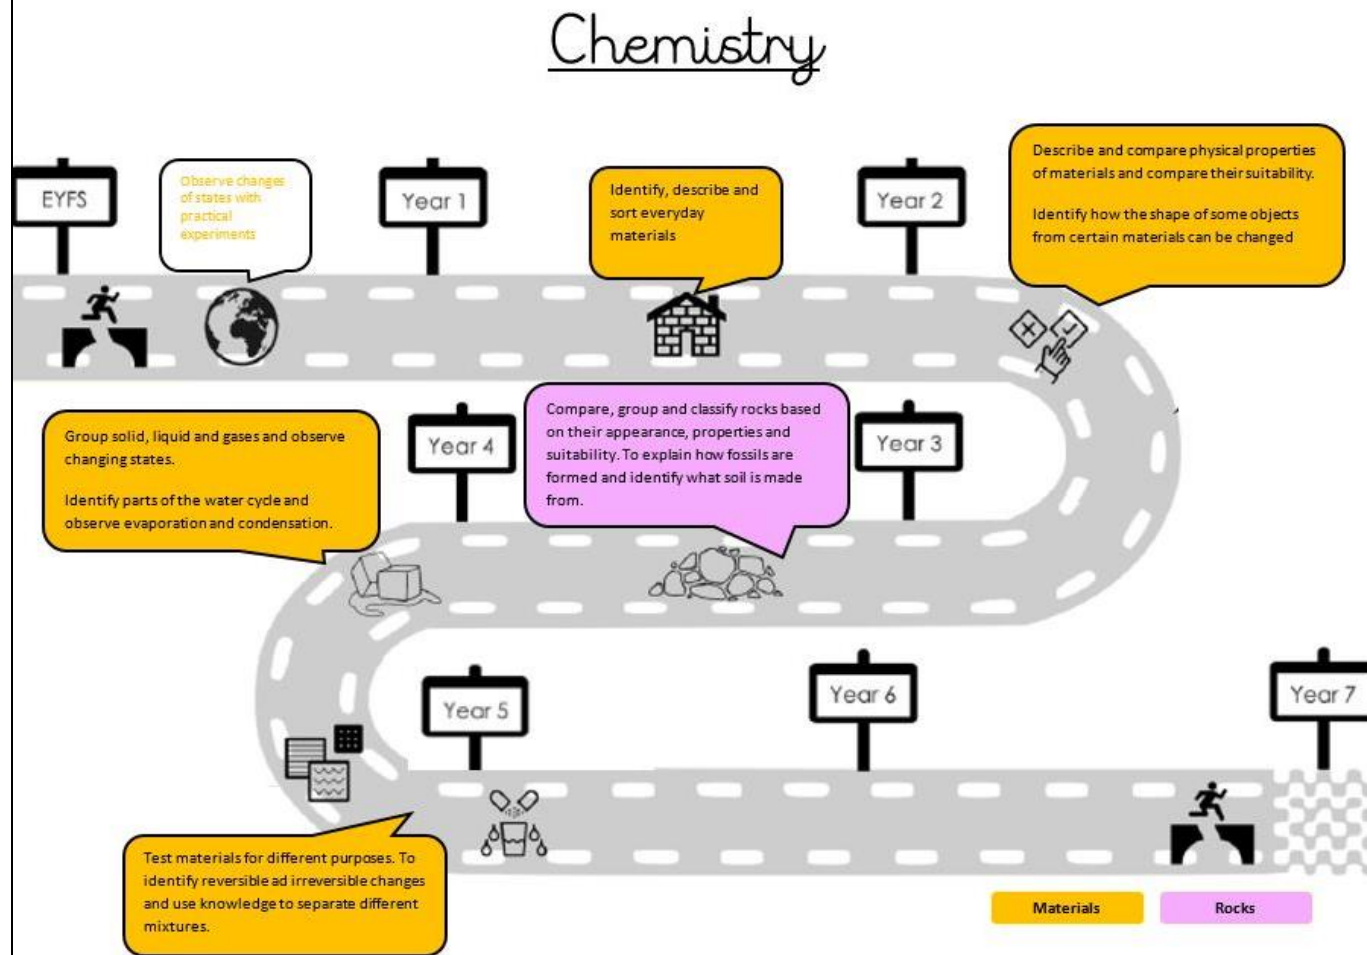 Chemistry
EYFS
Observe changes
of states with
practical
experiments
Year 1
Identify, describe and
sort everyday
materials
Year 2
Describe and compare physical properties
of materials and compare their suitability.
Identify how the shape of some objects
from certain materials can be changed
Year 3
Compare, group and classify rocks based
on their appearance, properties and
suitability. To explain how fossils are
formed and identify what soil is made
from.
Year 4
Group solid, liquid and gases and observe
changing states.
Identify parts of the water cycle and
observe evaporation and condensation.
Year 5
Test materials for different purposes. To
identify reversible ad irreversible changes
and use knowledge to separate different
mixtures.
Year 6
Year 7
Materials
Rocks